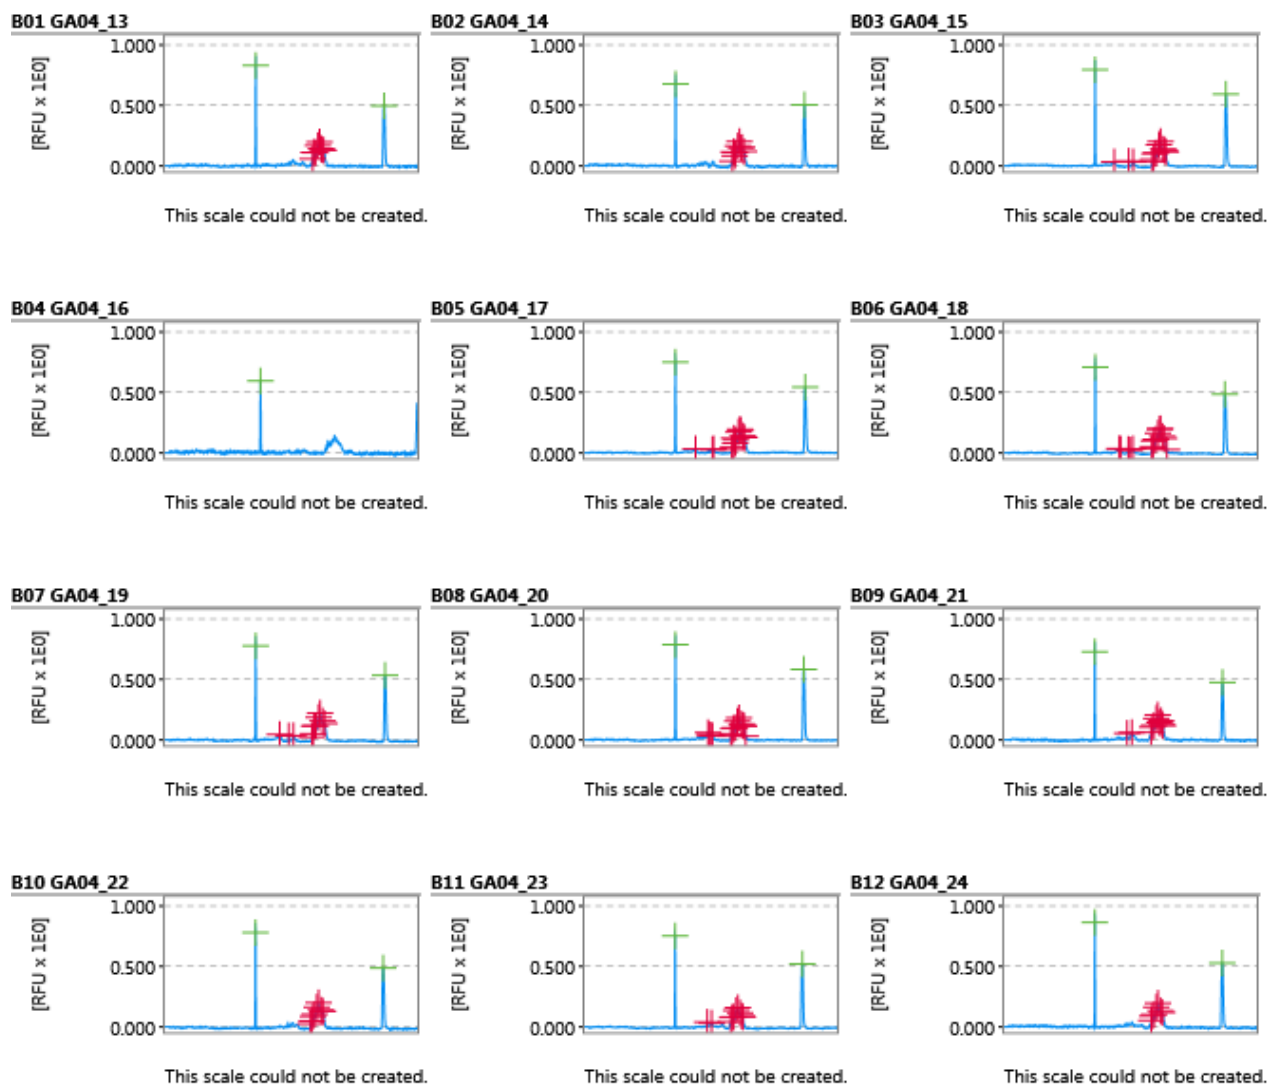 B01 GA04_13 B02 GA04_14 B03 GA04_15
[RFU x 1E0] 1.000 [RFU x 1E0] 1.000 [RFU x 1E0] 1.000
0.500 0.500 0.500
0.000 0.000 0.000
This scale could not be created. This scale could not be created. This scale could not be created.
B04 GA04_16 B05 GA04_17 B06 GA04_18
[RFU x 1E0] 1.000 [RFU x 1E0] 1.000 [RFU x 1E0] 1.000
0.500 0.500 0.500
0.000 0.000 0.000
This scale could not be created. This scale could not be created. This scale could not be created.
B07 GA04_19 B08 GA04_20 B09 GA04_21
[RFU x 1E0] 1.000 [RFU x 1E0] 1.000 [RFU x 1E0] 1.000
0.500 0.500 0.500
0.000 0.000 0.000
This scale could not be created. This scale could not be created. This scale could not be created.
B10 GA04_22 B11 GA04_23 B12 GA04_24
[RFU x 1E0] 1.000 [RFU x 1E0] 1.000 [RFU x 1E0] 1.000
0.500 0.500 0.500
0.000 0.000 0.000
This scale could not be created. This scale could not be created. This scale could not be created.